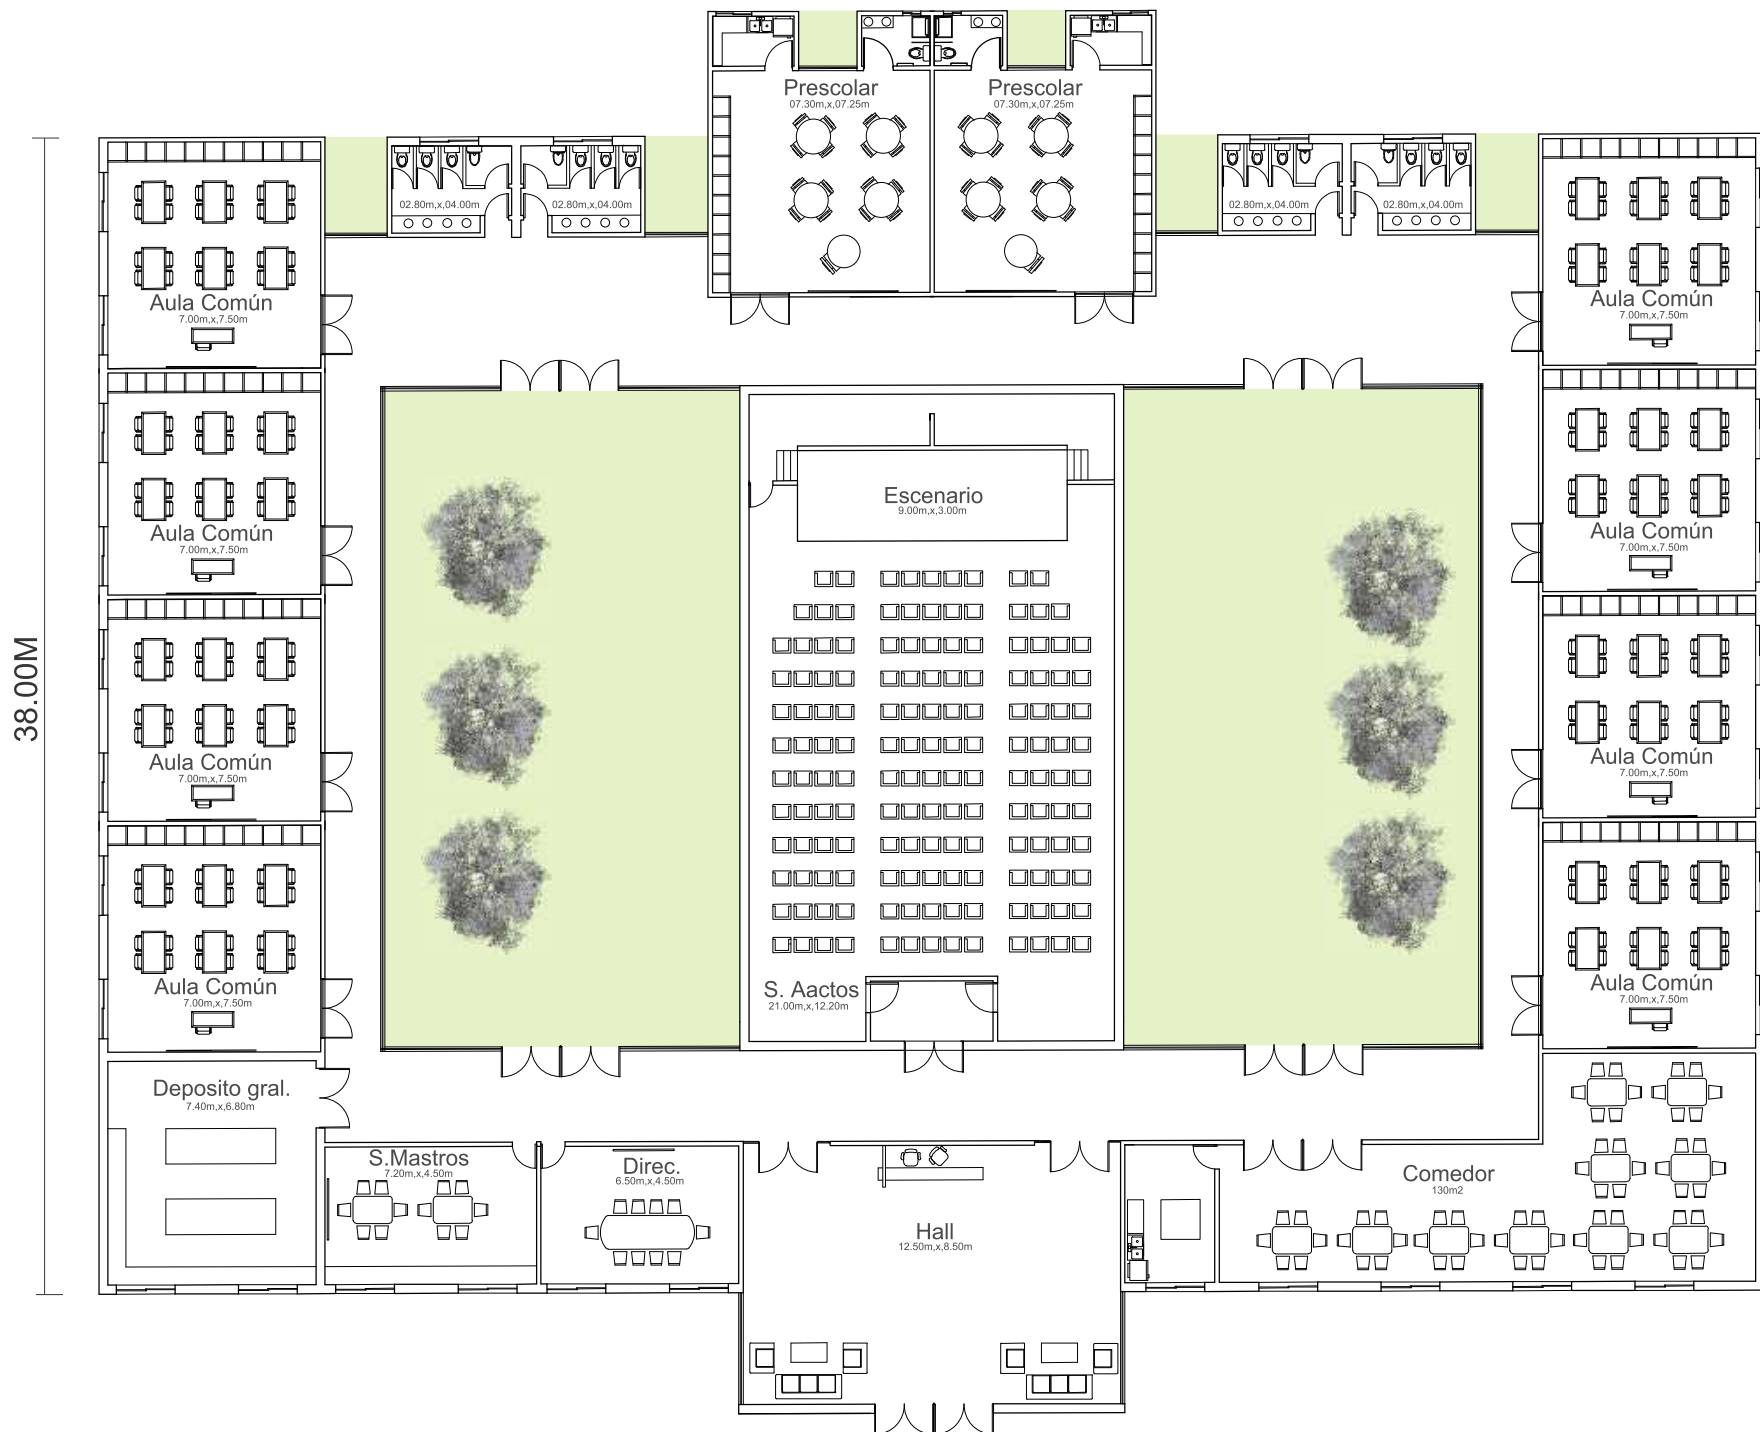 Prescolar
07.30m,x,07.25m
Prescolar
07.30m,x,07.25m
02.80m,x,04.00m
02.80m,x,04.00m
02.80m,x,04.00m
02.80m,x,04.00m
Aula Común
7.00m,x,7.50m
Aula Común
7.00m,x,7.50m
Escenario
9.00m,x,3.00m
Aula Común
7.00m,x,7.50m
Aula Común
7.00m,x,7.50m
38.00M
Aula Común
7.00m,x,7.50m
Aula Común
7.00m,x,7.50m
Aula Común
7.00m,x,7.50m
S. Aactos
21.00m,x,12.20m
Aula Común
7.00m,x,7.50m
Deposito gral.
7.40m,x,6.80m
S.Mastros
7.20m,x,4.50m
Direc.
6.50m,x,4.50m
Hall
12.50m,x,8.50m
Comedor
130m2